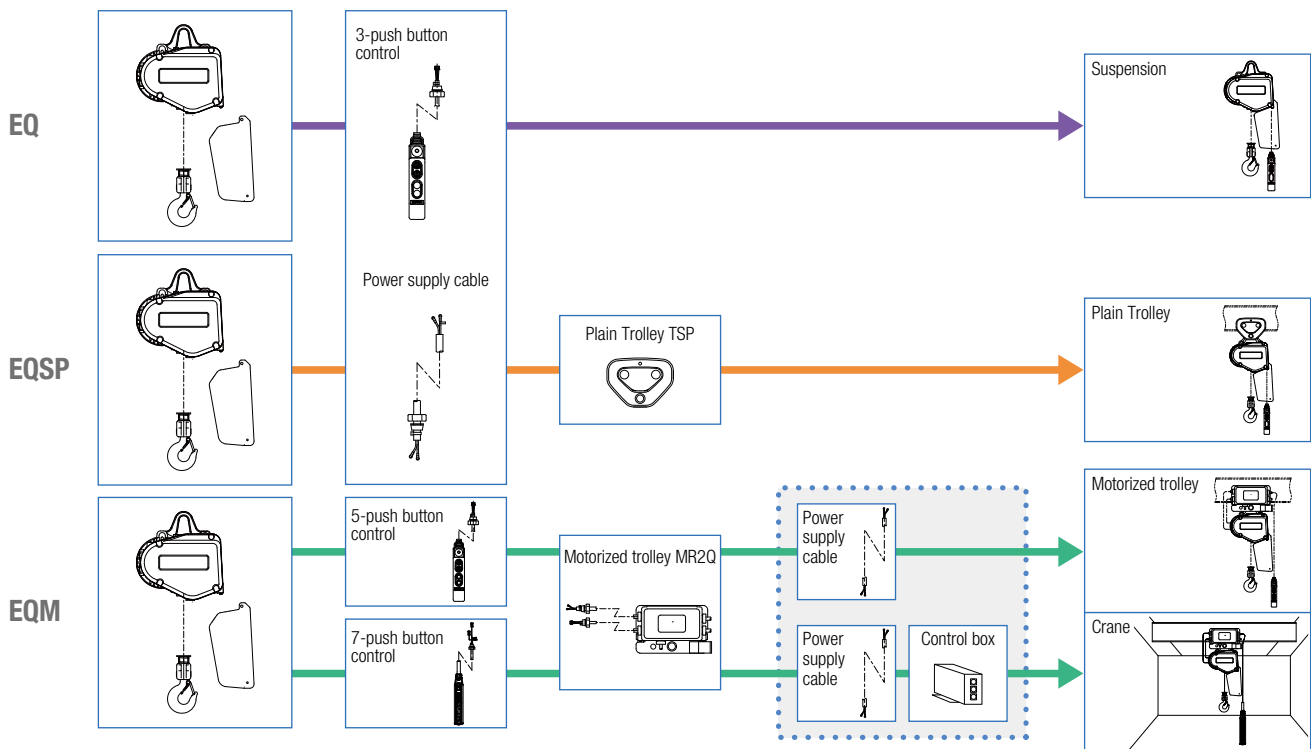 EQ
3-push button
control
Power supply cable
Suspension
EQSP
Plain Trolley TSP
Plain Trolley
EQM
5-push button
control
7-push button
control
Motorized trolley MR2Q
Power
supply
cable
Power
supply
cable
Control box
Motorized trolley
Crane